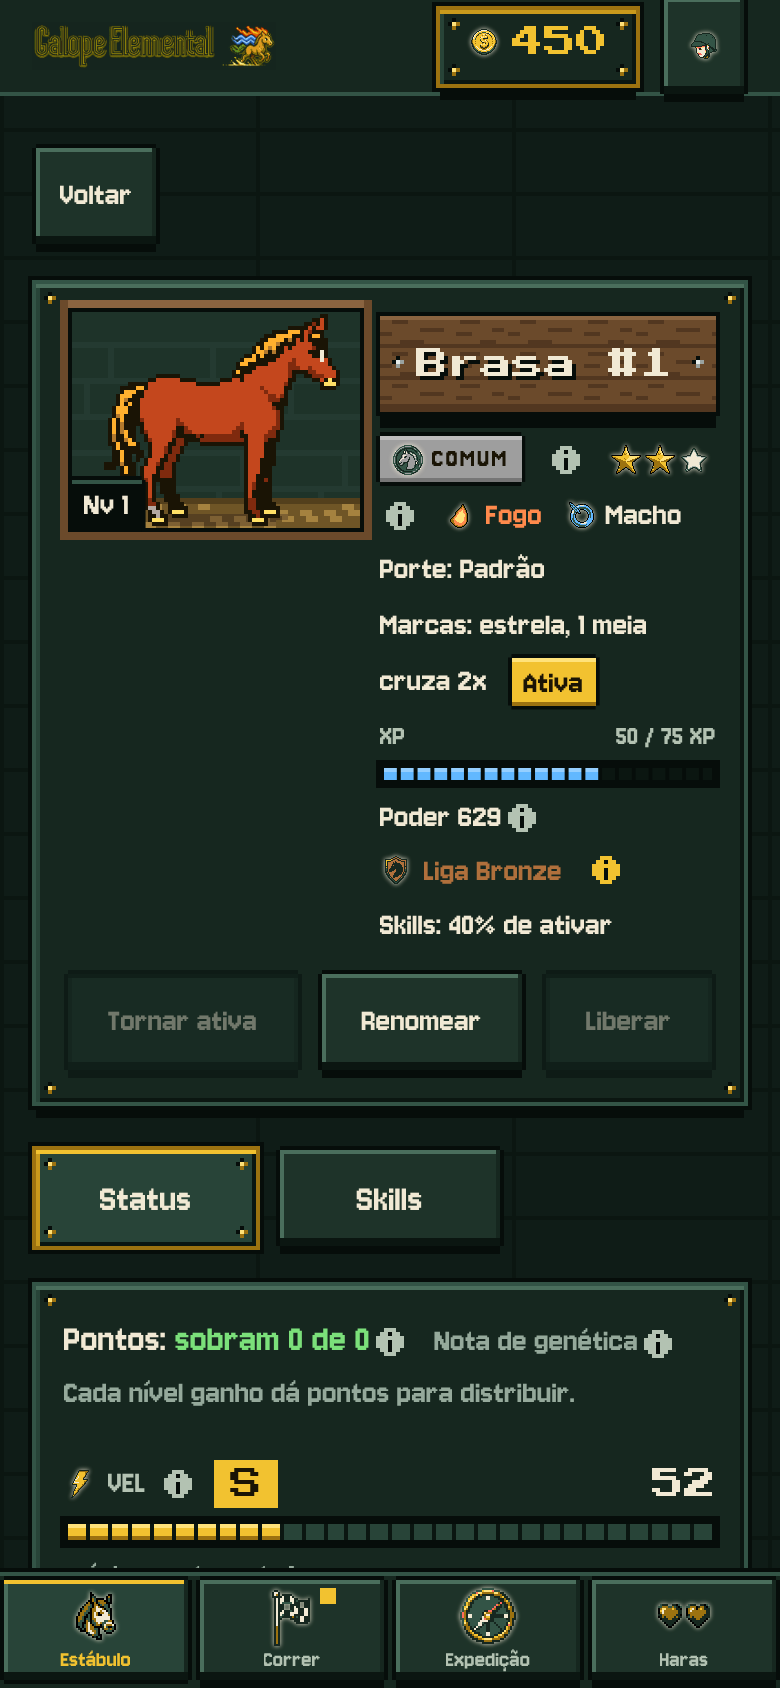 Galope Elemental
450
Voltar
Brasa #1
COMUM
Nv 1
Fogo
Macho
Porte: Padrão
Marcas: estrela, 1 meia
cruza 2x
Ativa
XP
50 / 75 XP
Poder 629
Liga Bronze
Skills: 40% de ativar
Tornar ativa
Renomear
Liberar
Status
Skills
Pontos: sobram 0 de 0
Nota de genética
Cada nível ganho dá pontos para distribuir.
VEL
S
52
Estábulo
Correr
Expedição
Haras